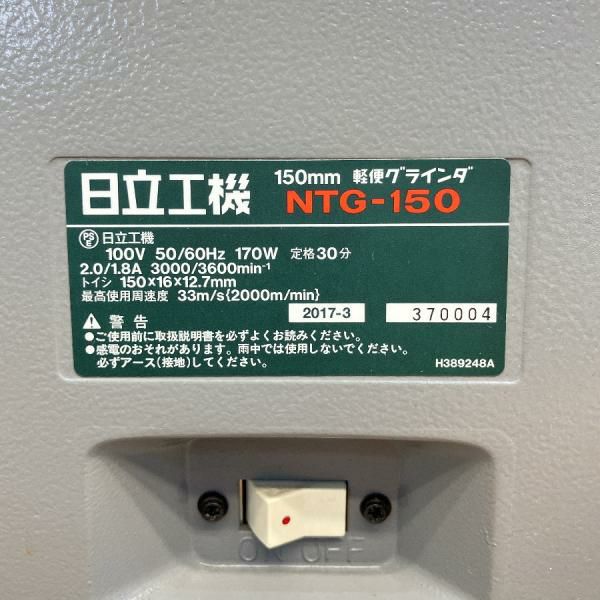 日立工機
150mm 軽便グラインダ
NTG-150
PSE 日立工機
100V 50/60Hz 170W 定格30分
2.0/1.8A 3000/3600min⁻¹
トイシ 150×16×12.7mm
最高使用周速度 33m/s{2000m/min}
2017-3 370004
警告
●ご使用前に取扱説明書を必ずよくお読みください。
●感電のおそれがあります。雨中では使用しないでください。
必ずアース(接地)してください。
H389248A
ON OFF